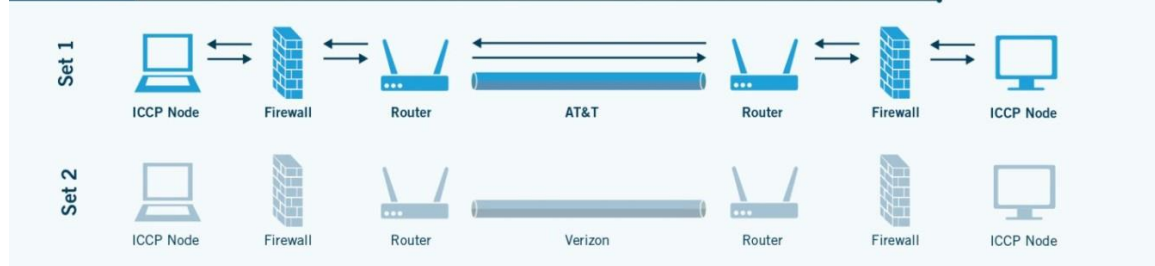 Set 1
ICCP Node Firewall Router AT&T Router Firewall ICCP Node
Set 2
ICCP Node Firewall Router Verizon Router Firewall ICCP Node